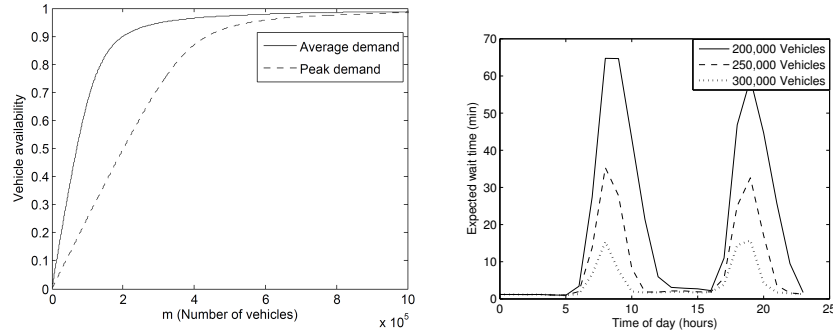 1
0.9
0.8
0.7
0.6
0.5
0.4
0.3
0.2
0.1
0
Vehicle availability
Average demand
Peak demand
0 2 4 6 8 10
m (Number of vehicles)
x 10^5
70
60
50
40
30
20
10
0
Expected wait time (min)
200,000 Vehicles
250,000 Vehicles
300,000 Vehicles
0 5 10 15 20 25
Time of day (hours)